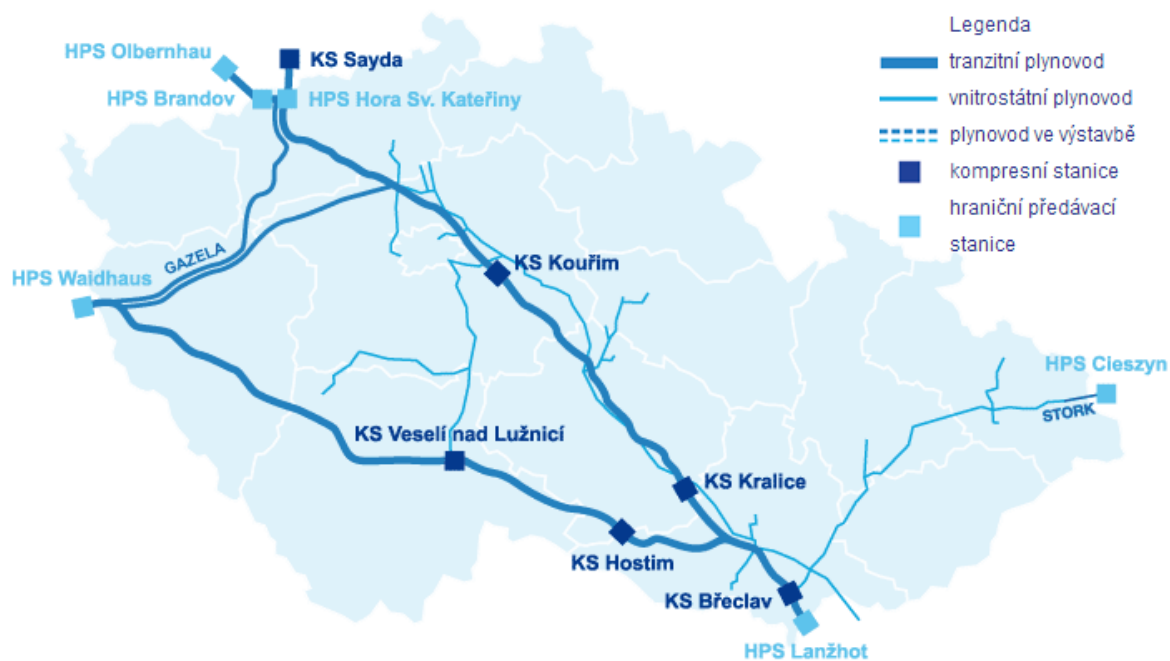 Legenda
tranzitní plynovod
vnitrostátní plynovod
plynovod ve výstavbě
kompresní stanice
hraniční předávací
stanice
HPS Olbernhau
KS Sayda
HPS Brandov
HPS Hora Sv. Kateřiny
GAZELA
HPS Waidhaus
KS Kouřim
HPS Cieszyn
STORK
KS Veselí nad Lužnicí
KS Kralice
KS Hostim
KS Břeclav
HPS Lanžhot